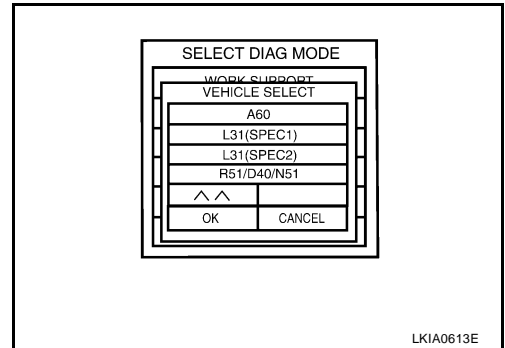 SELECT DIAG MODE
WORK SUPPORT
VEHICLE SELECT
A60
L31(SPEC1)
L31(SPEC2)
R51/D40/N51
OK CANCEL
LKIA0613E